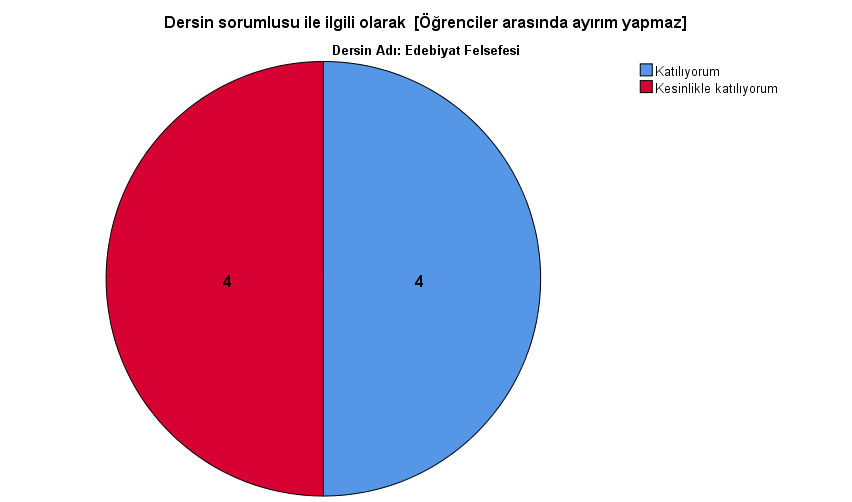 Dersin sorumlusu ile ilgili olarak  [Öğrenciler arasında ayırım yapmaz]
Dersin Adı: Edebiyat Felsefesi
Katılıyorum
Kesinlikle katılıyorum
4
4